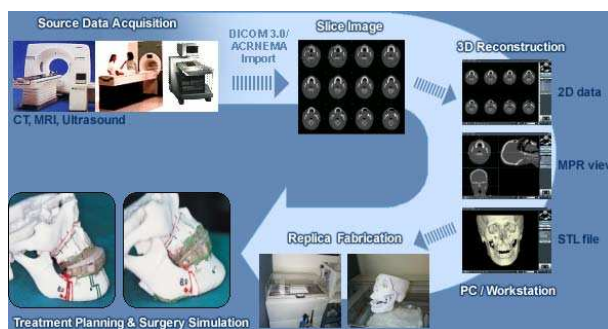 Source Data Acquisition
CT, MRI, Ultrasound
DICOM 3.0/
ACRNEMA
Import
Slice Image
3D Reconstruction
2D data
MPR view
STL file
PC / Workstation
Replica Fabrication
Treatment Planning & Surgery Simulation